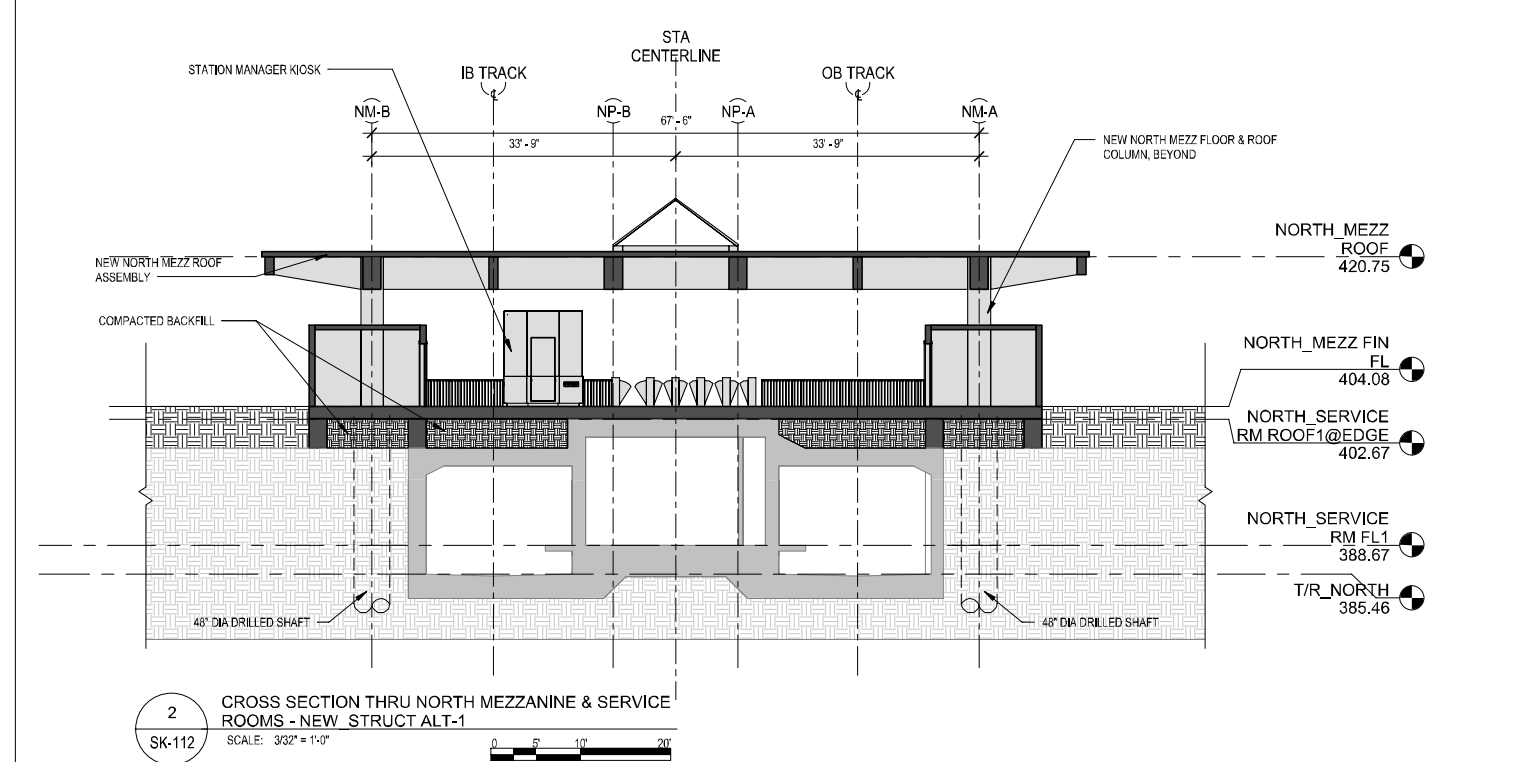 STA
CENTERLINE
STATION MANAGER KIOSK
IB TRACK
OB TRACK
NM-B
NP-B
NP-A
NM-A
67' - 6"
33' - 9"
33' - 9"
NEW NORTH MEZZ FLOOR & ROOF
COLUMN, BEYOND
NEW NORTH MEZZ ROOF
ASSEMBLY
COMPACTED BACKFILL
NORTH_MEZZ
ROOF
420.75
NORTH_MEZZ FIN
FL
404.08
NORTH_SERVICE
RM ROOF1@EDGE
402.67
NORTH_SERVICE
RM FL1
388.67
T/R_NORTH
385.46
48" DIA DRILLED SHAFT
48" DIA DRILLED SHAFT
2
SK-112
CROSS SECTION THRU NORTH MEZZANINE & SERVICE
ROOMS - NEW_STRUCT ALT-1
SCALE: 3/32" = 1'-0"
0 5' 10' 20'